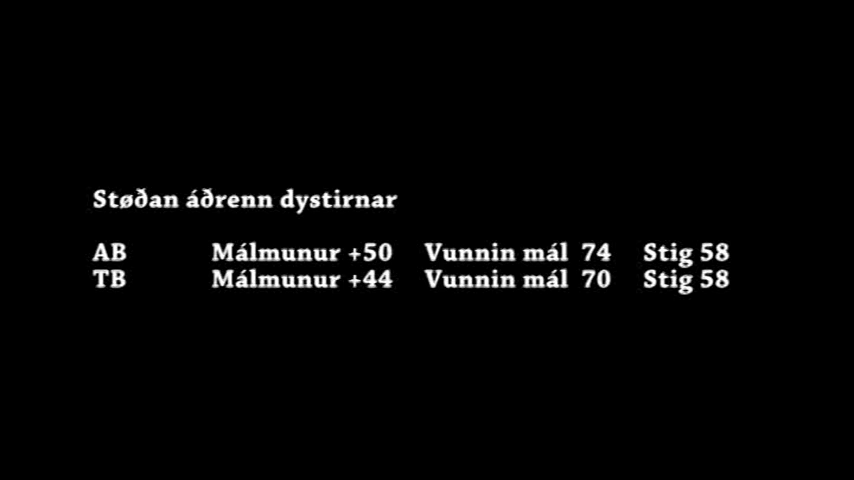 Støðan áðrenn dystirnar
AB Málmunur +50 Vunnin mál 74 Stig 58
TB Málmunur +44 Vunnin mál 70 Stig 58